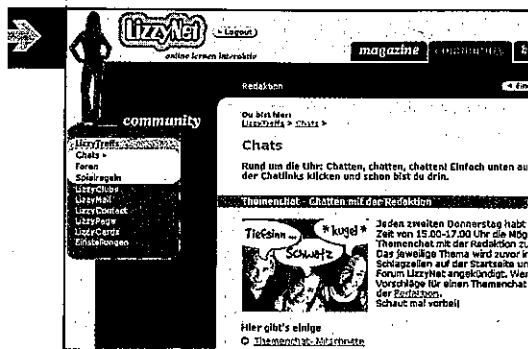 LizzyNet
Logout
online lernen interaktiv
magazine
community
Redaktion
community
Du bist hier:
LizzyTreffs > Chats >
LizzyTreffs
Chats >
Foren
Spielregeln
LizzyClubs
LizzyMail
LizzyContact
LizzyPage
LizzyCards
Einstellungen
Chats
Rund um die Uhr: Chatten, chatten, chatten! Einfach unten au
der Chatlinks klicken und schon bist du drin.
Themenchat - Chatten mit der Redaktion
Tiefsinn ...
*kugel*
Schwatz
Jeden zweiten Donnerstag habt
Zeit von 15.00-17.00 Uhr die Mög
Themenchat mit der Redaktion z
Das jeweilige Thema wird zuvor i
Schlagzeilen auf der Startseite un
Forum LizzyNet angekündigt. Wer
Vorschläge für einen Themenchat
der Redaktion.
Schaut mal vorbei!
Hier gibt's einige
Themenchat-Mitschnitte